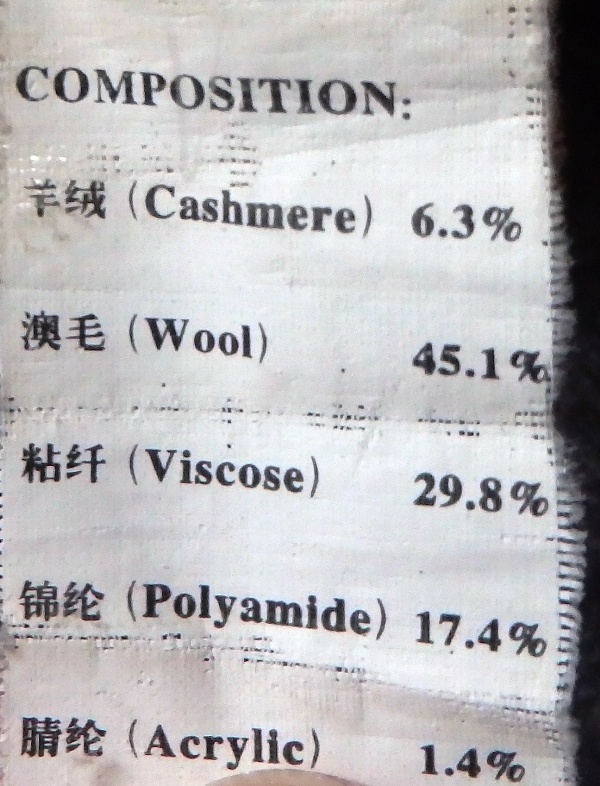 COMPOSITION:
羊绒 (Cashmere) 6.3%
澳毛 (Wool) 45.1%
粘纤 (Viscose) 29.8%
锦纶 (Polyamide) 17.4%
腈纶 (Acrylic) 1.4%